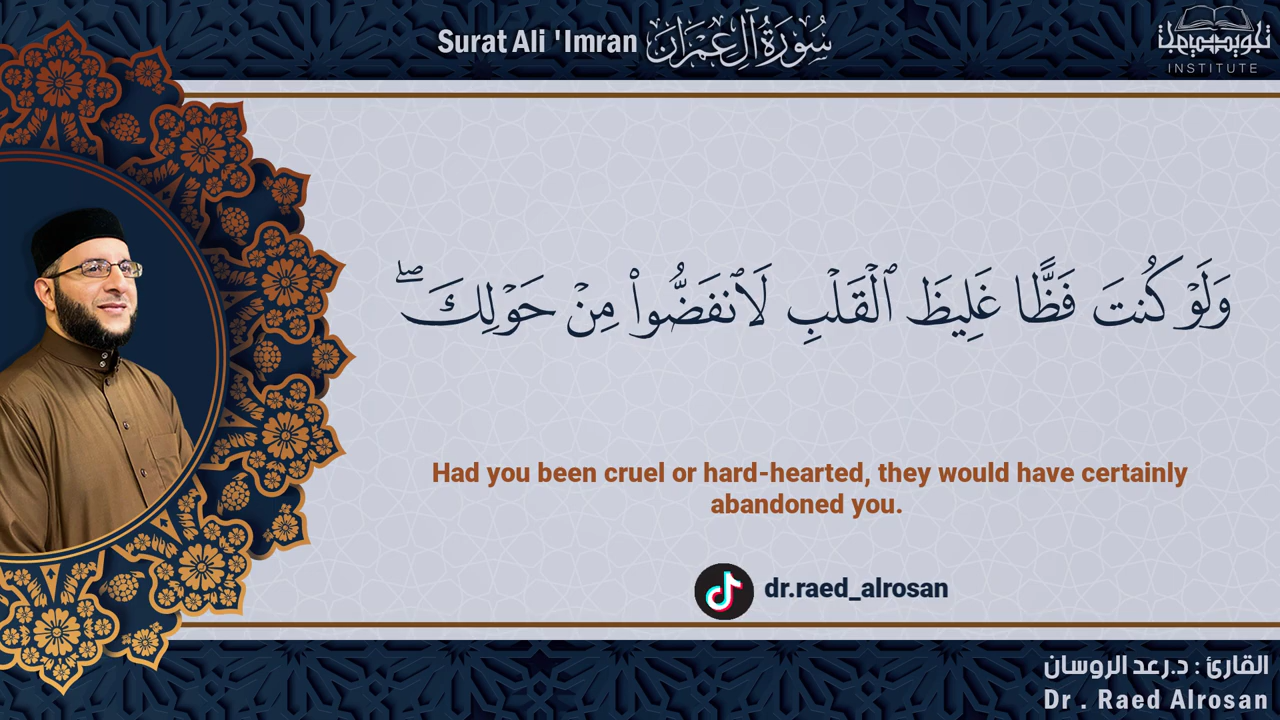 Surat Ali 'Imran سُورَةُ آلِ عِمْرَانَ
INSTITUTE
وَلَوْ كُنتَ فَظًّا غَلِيظَ ٱلْقَلْبِ لَٱنفَضُّوا۟ مِنْ حَوْلِكَ ۖ
Had you been cruel or hard-hearted, they would have certainly
abandoned you.
dr.raed_alrosan
القارئ : د.رعد الروسان
Dr . Raed Alrosan